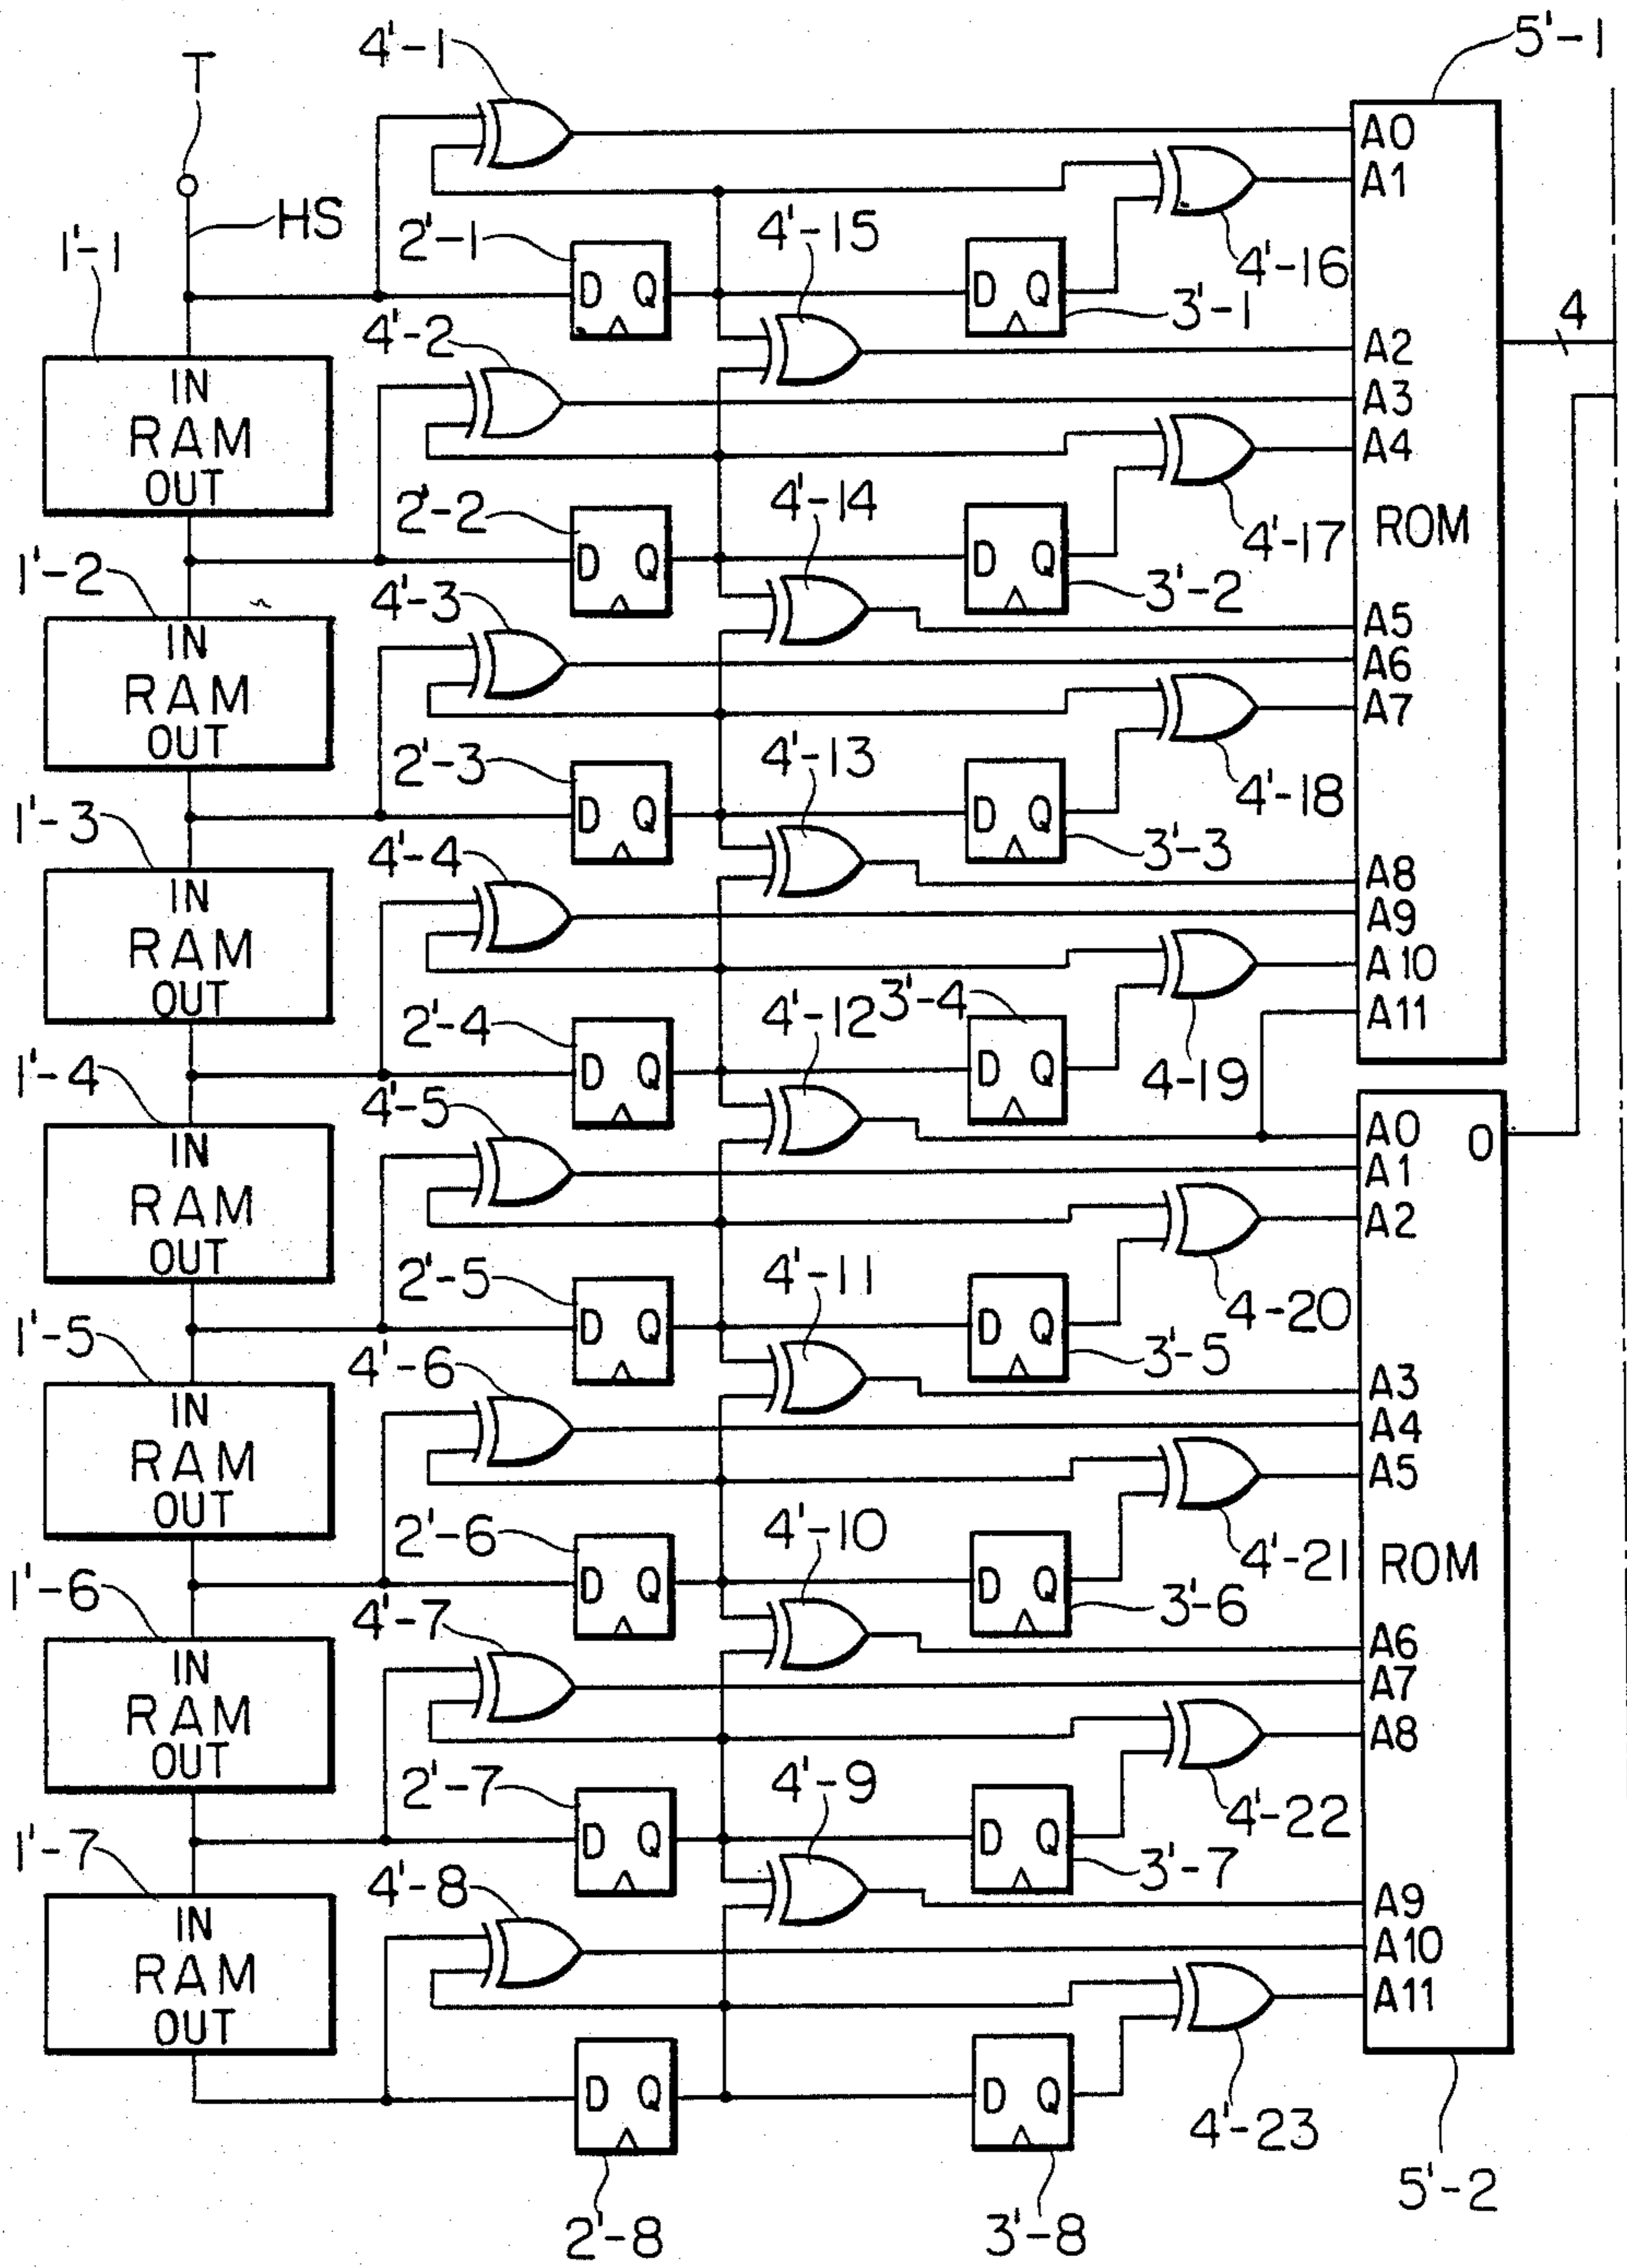 4'-1
5'-1
T
A0
A1
HS
2'-1
4'-15
4'-16
1'-1
D Q
D Q
3'-1
4
4'-2
A2
IN
RAM
OUT
A3
A4
2'-2
4'-14
ROM
4'-17
D Q
D Q
3'-2
1'-2
4'-3
A5
IN
RAM
OUT
A6
A7
2'-3
4'-13
4'-18
D Q
D Q
3'-3
1'-3
4'-4
A8
IN
RAM
OUT
A9
A10
2'-4
4'-12
3'-4
A11
D Q
D Q
4-19
1'-4
4'-5
A0
O
IN
RAM
OUT
A1
A2
2'-5
4'-11
4-20
D Q
D Q
3'-5
1'-5
4'-6
A3
IN
RAM
OUT
A4
A5
2'-6
4'-10
4'-21
ROM
D Q
D Q
3'-6
1'-6
4'-7
A6
IN
RAM
OUT
A7
A8
2'-7
4'-9
4'-22
D Q
D Q
3'-7
1'-7
4'-8
A9
IN
RAM
OUT
A10
A11
D Q
D Q
4'-23
5'-2
2'-8
3'-8